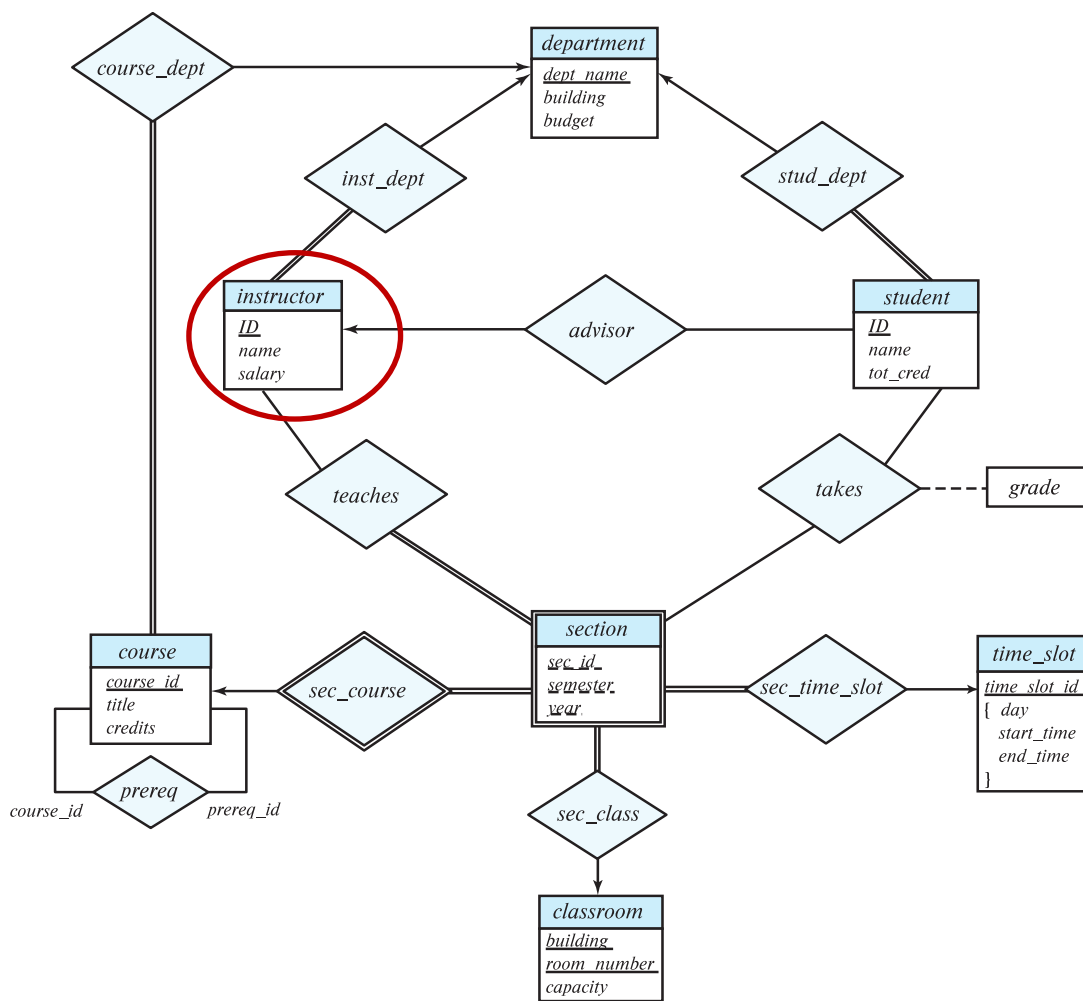 department
course_dept
dept_name
building
budget
inst_dept
stud_dept
instructor
ID
name
salary
advisor
student
ID
name
tot_cred
teaches
takes
grade
course
course_id
title
credits
sec_course
section
sec_id
semester
year
sec_time_slot
time_slot
time_slot_id
{ day
start_time
end_time
}
prereq
course_id
prereq_id
sec_class
classroom
building
room_number
capacity